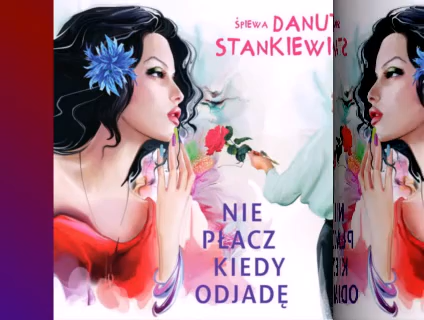 ŚPIEWA DANUT
STANKIEWI
NIE
PŁACZ
KIEDY
ODJADĘ